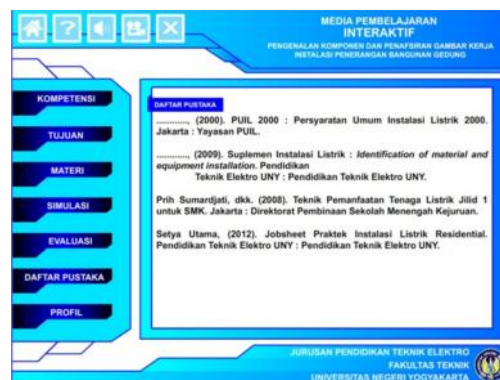 ?
MEDIA PEMBELAJARAN
INTERAKTIF
PENGENALAN KOMPONEN DAN PENAFSIRAN GAMBAR KERJA
INSTALASI PENERANGAN BANGUNAN GEDUNG
KOMPETENSI
TUJUAN
MATERI
SIMULASI
EVALUASI
DAFTAR PUSTAKA
PROFIL
DAFTAR PUSTAKA
............, (2000). PUIL 2000 : Persyaratan Umum Instalasi Listrik 2000.
Jakarta : Yayasan PUIL.
............, (2009). Suplemen Instalasi Listrik : Identification of material and
equipment installation. Pendidikan
Teknik Elektro UNY : Pendidikan Teknik Elektro UNY.
Prih Sumardjati, dkk. (2008). Teknik Pemanfaatan Tenaga Listrik Jilid 1
untuk SMK. Jakarta : Direktorat Pembinaan Sekolah Menengah Kejuruan.
Setya Utama, (2012). Jobsheet Praktek Instalasi Listrik Residential.
Pendidikan Teknik Elektro UNY : Pendidikan Teknik Elektro UNY.
JURUSAN PENDIDIKAN TEKNIK ELEKTRO
FAKULTAS TEKNIK
UNIVERSITAS NEGERI YOGYAKARTA